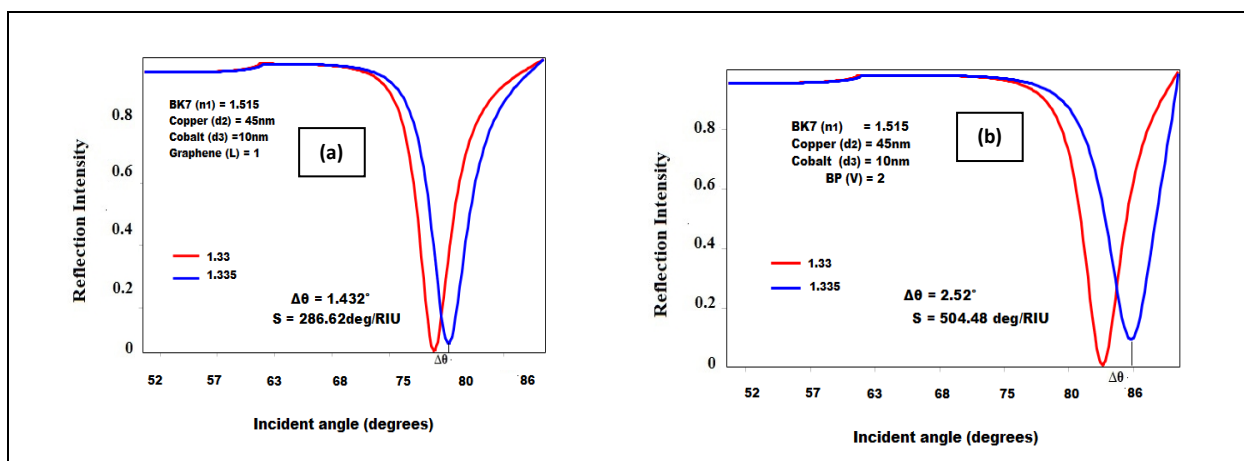 BK7 (n1) = 1.515
Copper (d2) = 45nm
Cobalt (d3) =10nm
Graphene (L) = 1
(a)
0.8
0.6
0.4
0.2
0
Reflection Intensity
1.33
1.335
Δθ = 1.432°
S = 286.62deg/RIU
Δθ
52 57 63 68 75 80 86
Incident angle (degrees)
BK7 (n1) = 1.515
Copper (d2) = 45nm
Cobalt (d3) = 10nm
BP (V) = 2
(b)
0.8
0.6
0.4
0.2
0
Reflection Intensity
1.33
1.335
Δθ = 2.52°
S = 504.48 deg/RIU
Δθ
52 57 63 68 75 80 86
Incident angle (degrees)